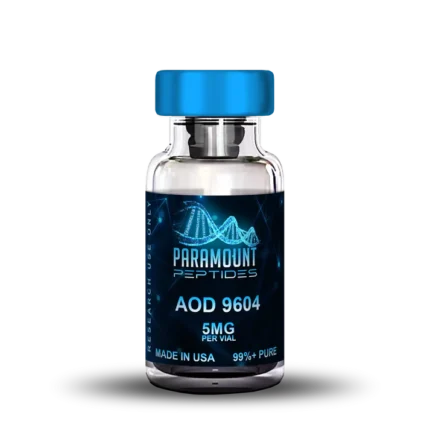 PARAMOUNT
PEPTIDES
AOD 9604
5MG
PER VIAL
MADE IN USA 99%+ PURE
RESEARCH USE ONLY